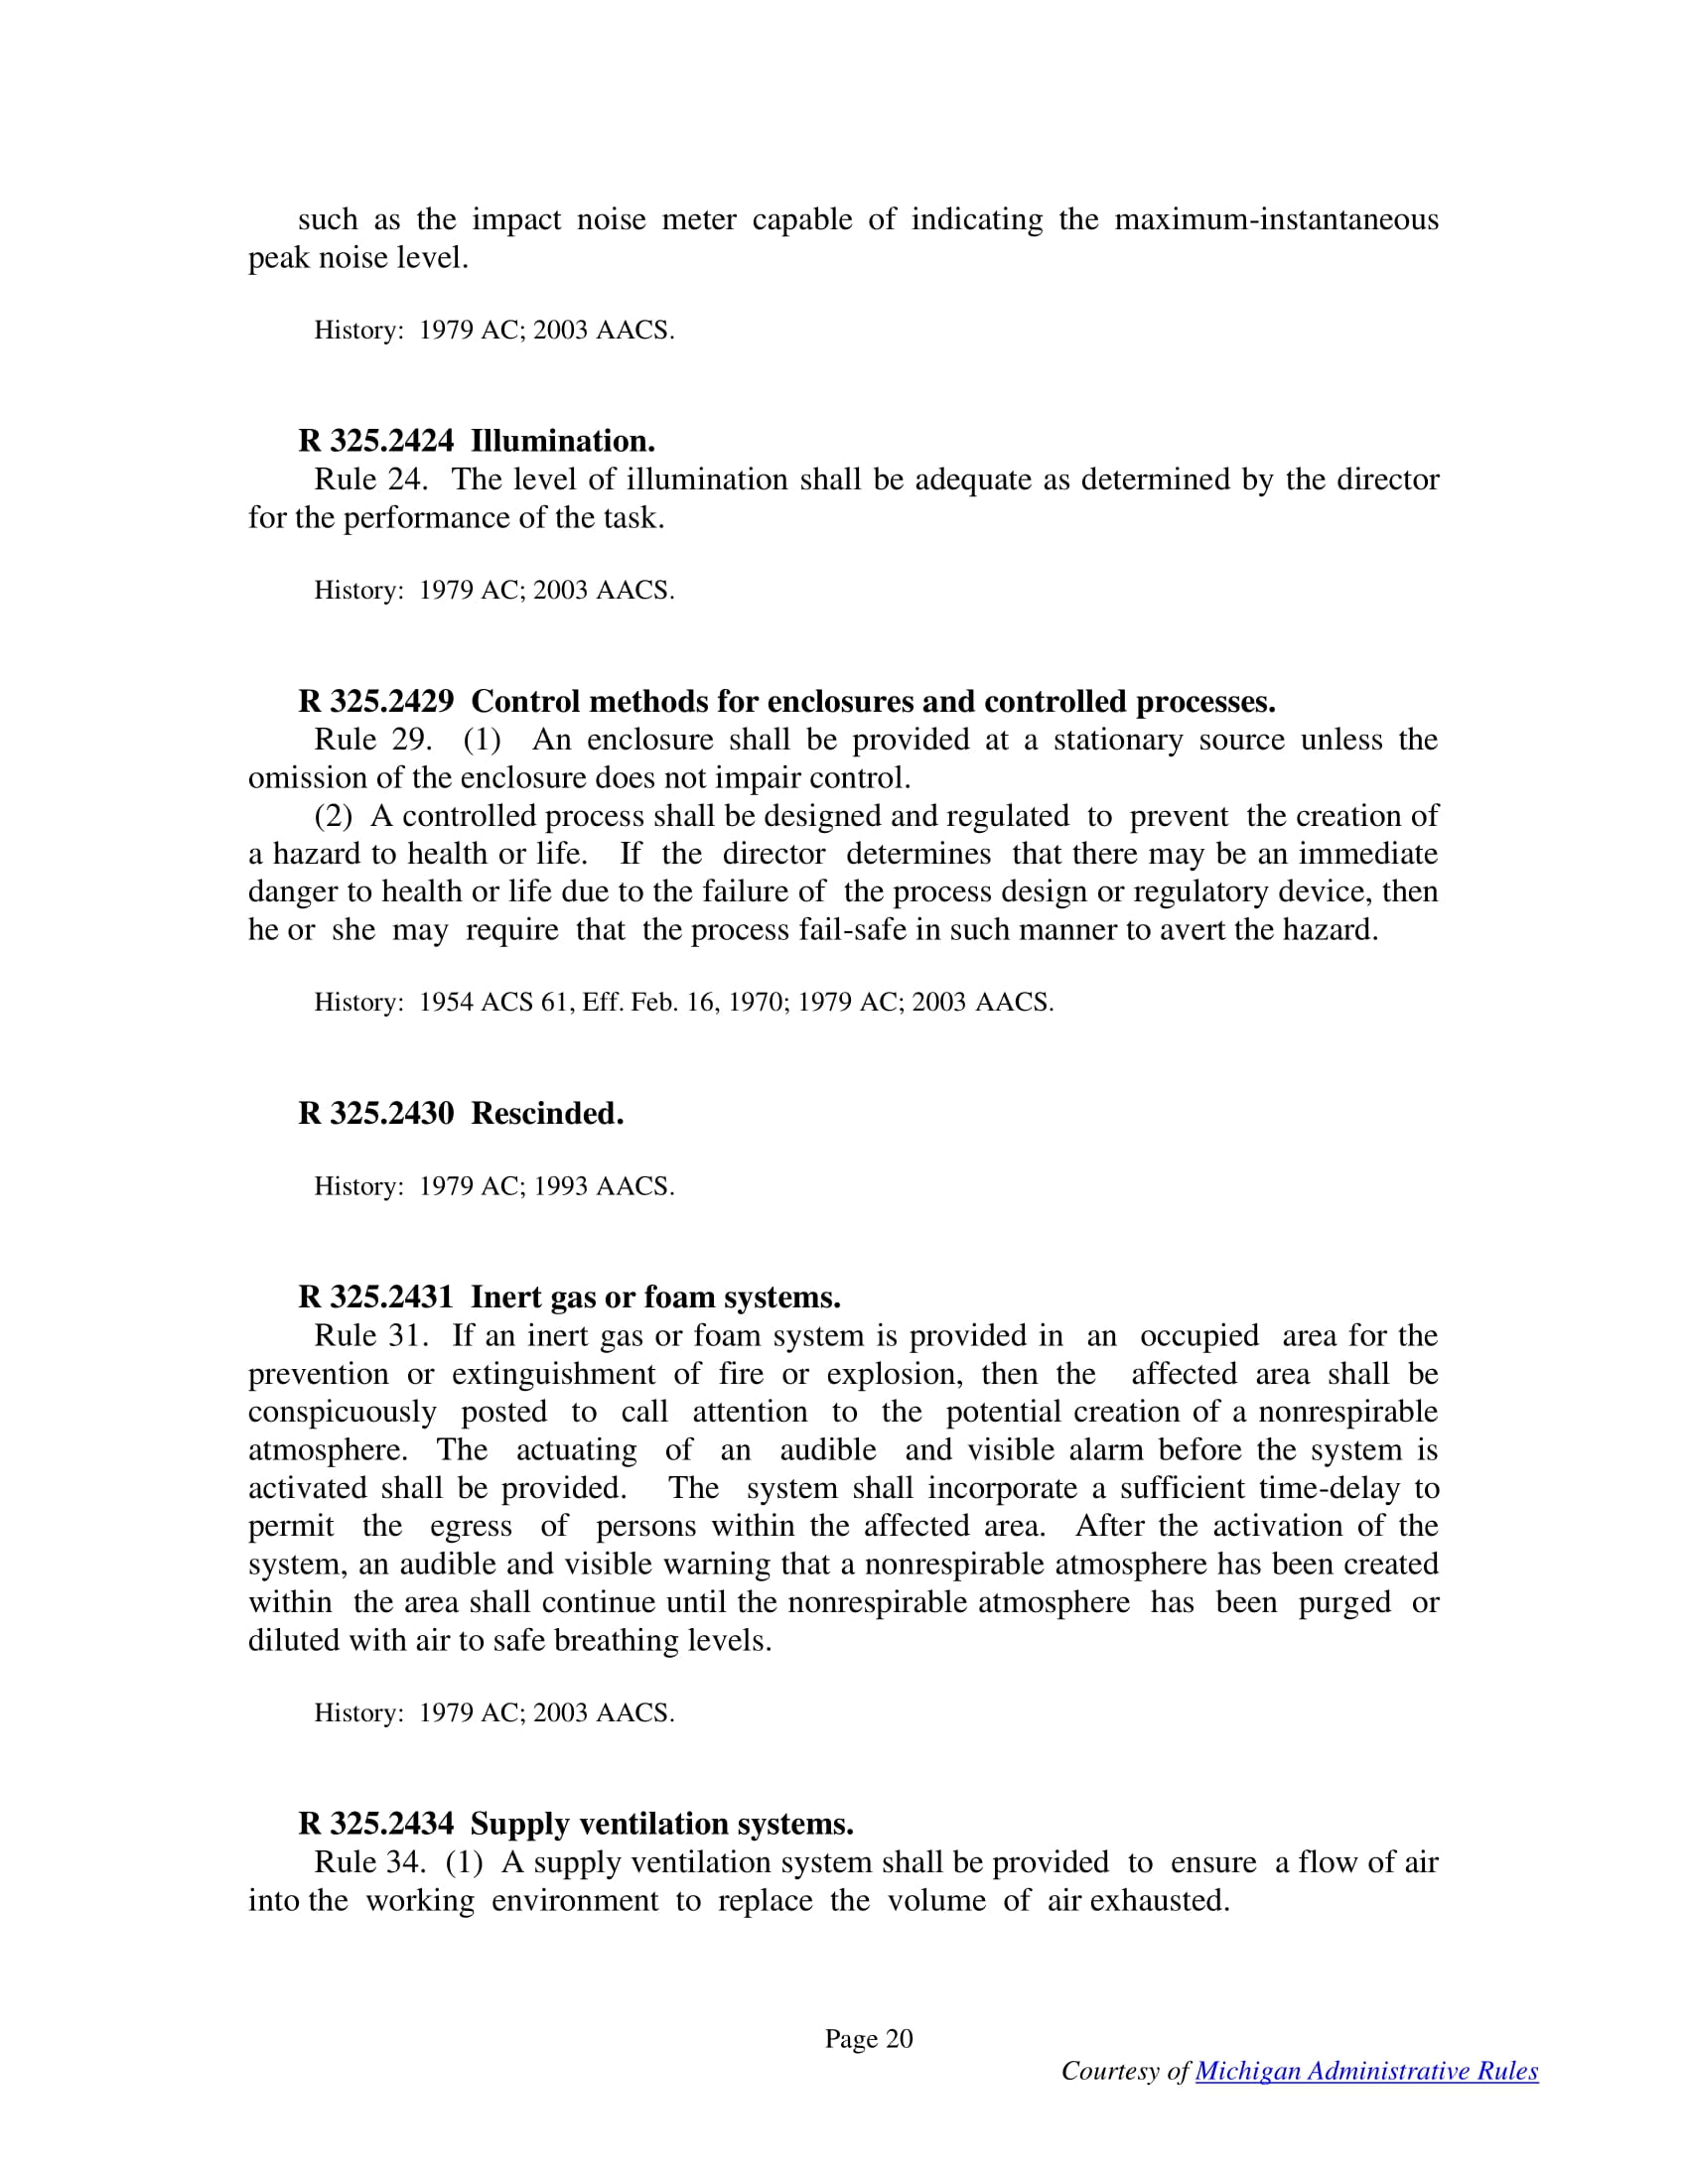 such as the impact noise meter capable of indicating the maximum-instantaneous
peak noise level.
History: 1979 AC; 2003 AACS.
R 325.2424 Illumination.
Rule 24. The level of illumination shall be adequate as determined by the director
for the performance of the task.
History: 1979 AC; 2003 AACS.
R 325.2429 Control methods for enclosures and controlled processes.
Rule 29. (1) An enclosure shall be provided at a stationary source unless the
omission of the enclosure does not impair control.
(2) A controlled process shall be designed and regulated to prevent the creation of
a hazard to health or life. If the director determines that there may be an immediate
danger to health or life due to the failure of the process design or regulatory device, then
he or she may require that the process fail-safe in such manner to avert the hazard.
History: 1954 ACS 61, Eff. Feb. 16, 1970; 1979 AC; 2003 AACS.
R 325.2430 Rescinded.
History: 1979 AC; 1993 AACS.
R 325.2431 Inert gas or foam systems.
Rule 31. If an inert gas or foam system is provided in an occupied area for the
prevention or extinguishment of fire or explosion, then the affected area shall be
conspicuously posted to call attention to the potential creation of a nonrespirable
atmosphere. The actuating of an audible and visible alarm before the system is
activated shall be provided. The system shall incorporate a sufficient time-delay to
permit the egress of persons within the affected area. After the activation of the
system, an audible and visible warning that a nonrespirable atmosphere has been created
within the area shall continue until the nonrespirable atmosphere has been purged or
diluted with air to safe breathing levels.
History: 1979 AC; 2003 AACS.
R 325.2434 Supply ventilation systems.
Rule 34. (1) A supply ventilation system shall be provided to ensure a flow of air
into the working environment to replace the volume of air exhausted.
Page 20
Courtesy of Michigan Administrative Rules